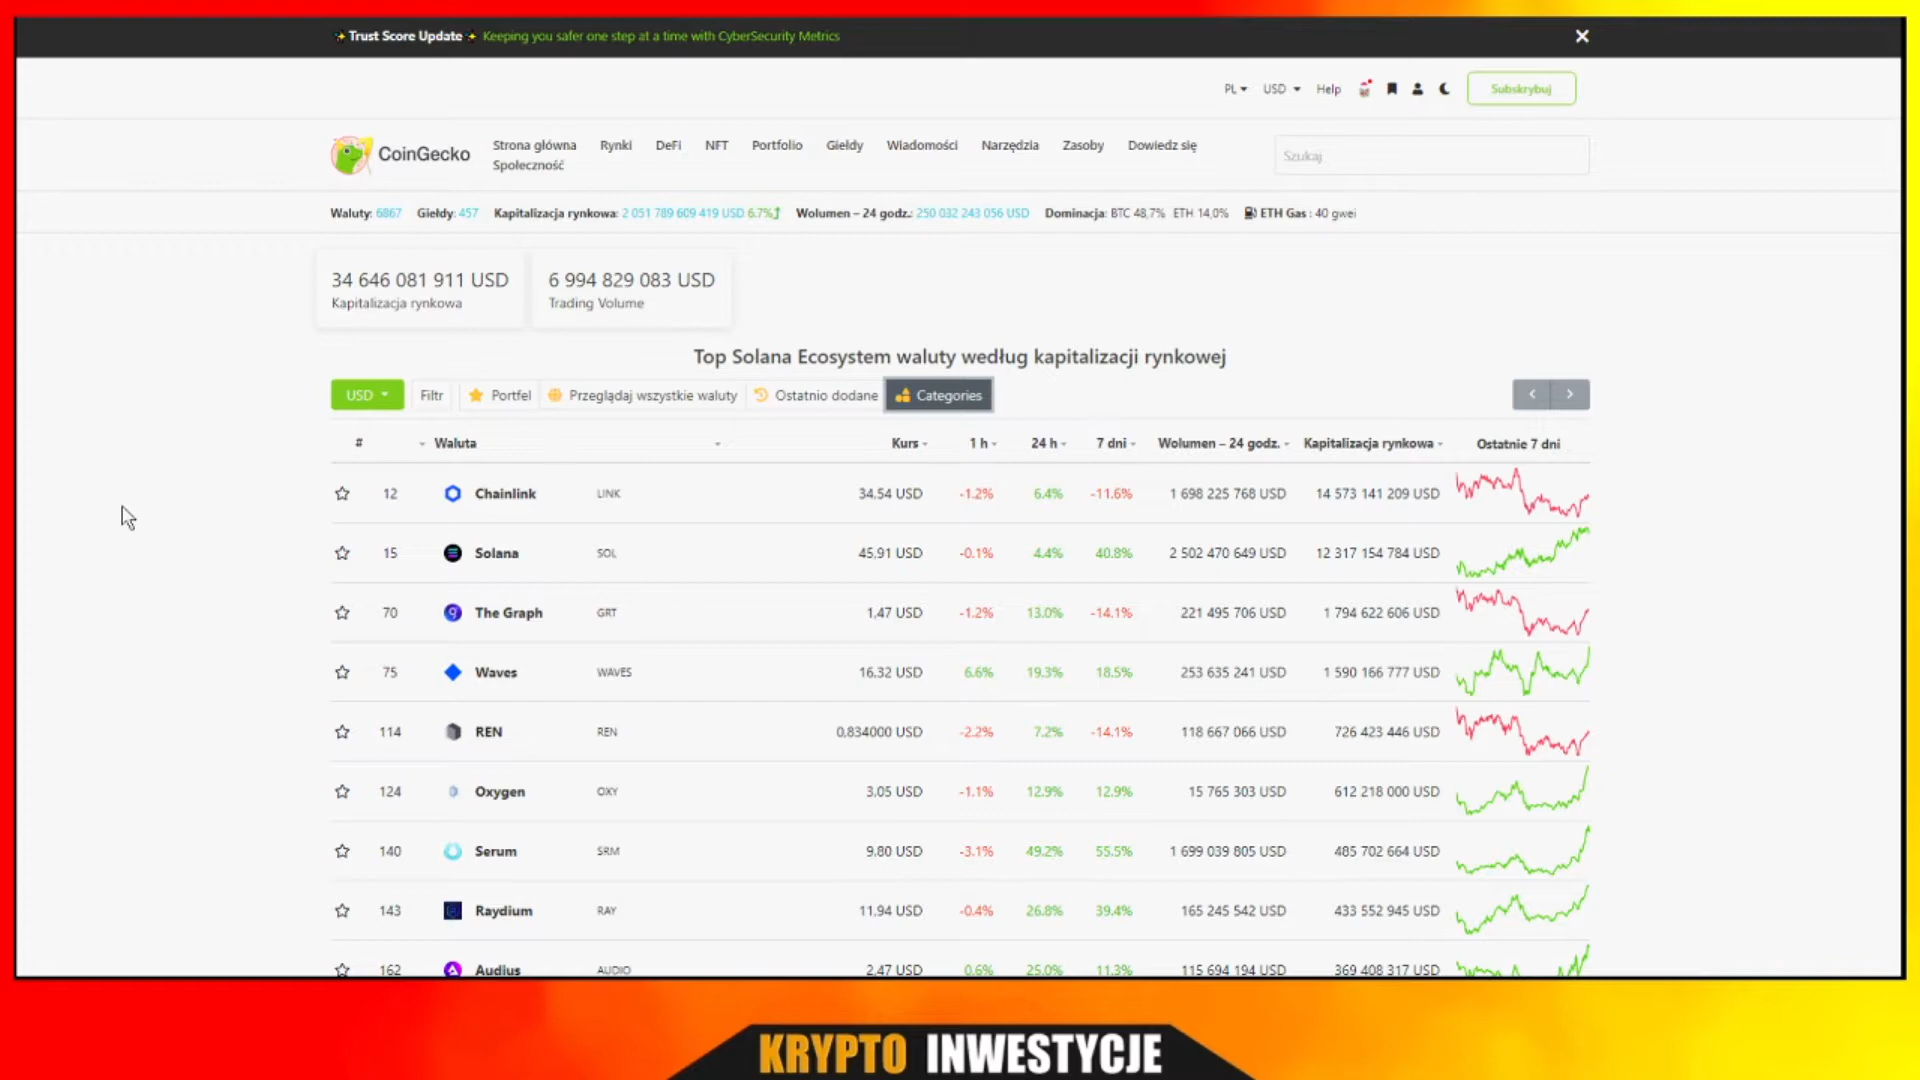 Trust Score Update Keeping you safer one step at a time with CyberSecurity Metrics
PL USD Help Subskrybuj
CoinGecko Strona główna Rynki DeFi NFT Portfolio Giełdy Wiadomości Narzędzia Zasoby Dowiedz się
Społeczność
Szukaj
Waluty: 6867 Giełdy: 457 Kapitalizacja rynkowa: 2 051 789 609 419 USD 6.7% Wolumen – 24 godz.: 250 032 243 056 USD Dominacja: BTC 48,7% ETH 14,0% ETH Gas : 40 gwei
34 646 081 911 USD 6 994 829 083 USD
Kapitalizacja rynkowa Trading Volume
Top Solana Ecosystem waluty według kapitalizacji rynkowej
USD Filtr Portfel Przeglądaj wszystkie waluty Ostatnio dodane Categories
# Waluta Kurs 1 h 24 h 7 dni Wolumen – 24 godz. Kapitalizacja rynkowa Ostatnie 7 dni
12 Chainlink LINK 34.54 USD -1.2% 6.4% -11.6% 1 698 225 768 USD 14 573 141 209 USD
15 Solana SOL 45,91 USD -0.1% 4.4% 40.8% 2 502 470 649 USD 12 317 154 784 USD
70 The Graph GRT 1,47 USD -1.2% 13.0% -14.1% 221 495 706 USD 1 794 622 606 USD
75 Waves WAVES 16,32 USD 6.6% 19.3% 18.5% 253 635 241 USD 1 590 166 777 USD
114 REN REN 0,834000 USD -2.2% 7.2% -14.1% 118 667 066 USD 726 423 446 USD
124 Oxygen OXY 3,05 USD -1.1% 12.9% 12.9% 15 765 303 USD 612 218 000 USD
140 Serum SRM 9.80 USD -3.1% 49.2% 55.5% 1 699 039 805 USD 485 702 664 USD
143 Raydium RAY 11,94 USD -0.4% 26.8% 39.4% 165 245 542 USD 433 552 945 USD
162 Audius AUDIO 2,47 USD 0.6% 25.0% 11.3% 115 694 194 USD 369 408 317 USD
KRYPTO INWESTYCJE